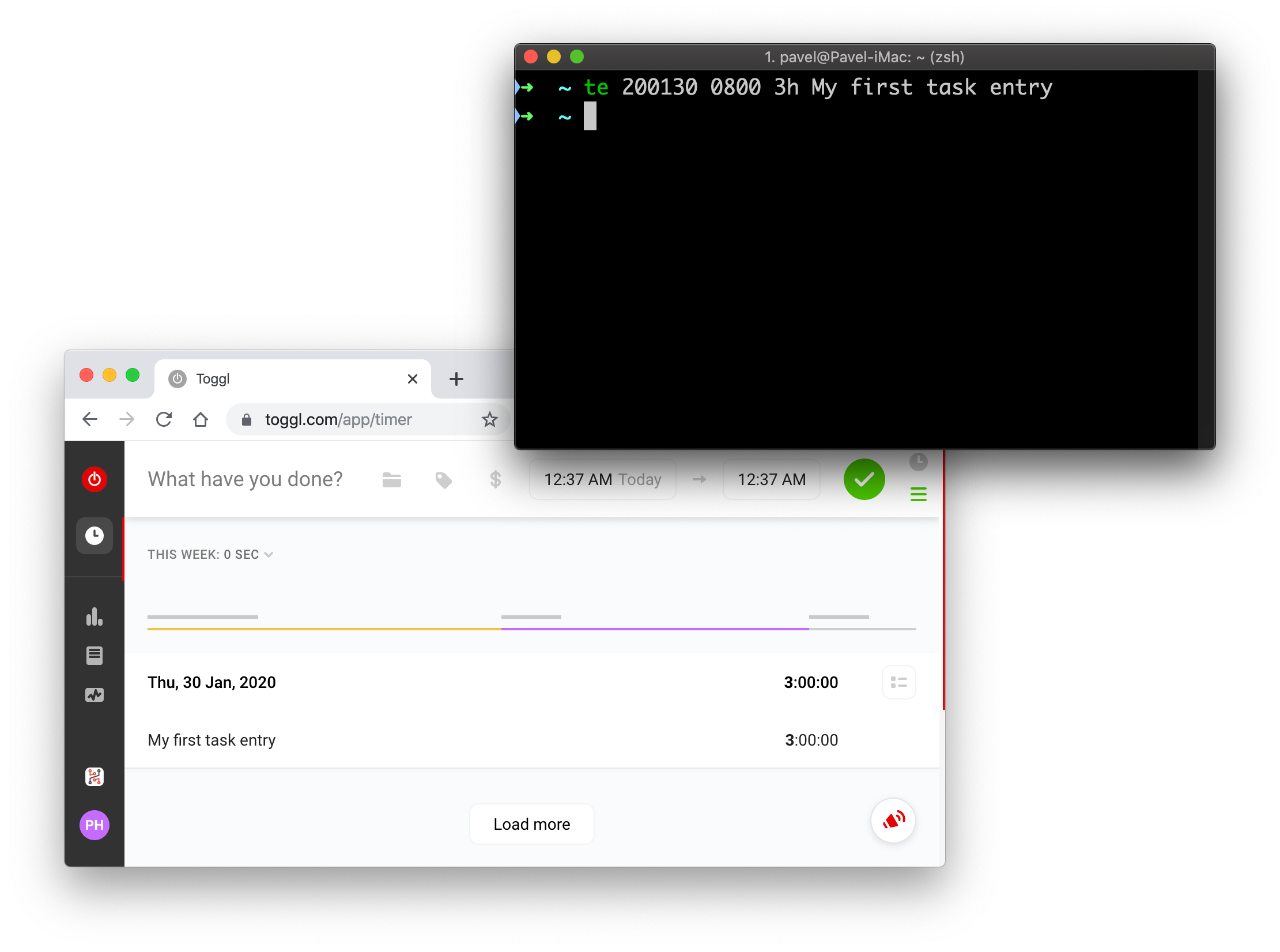 1. pavel@Pavel-iMac: ~ (zsh)
➜ ~ te 200130 0800 3h My first task entry
➜ ~
Toggl
toggl.com/app/timer
What have you done?
$
12:37 AM Today
12:37 AM
THIS WEEK: 0 SEC
Thu, 30 Jan, 2020
3:00:00
My first task entry
3:00:00
Load more
PH